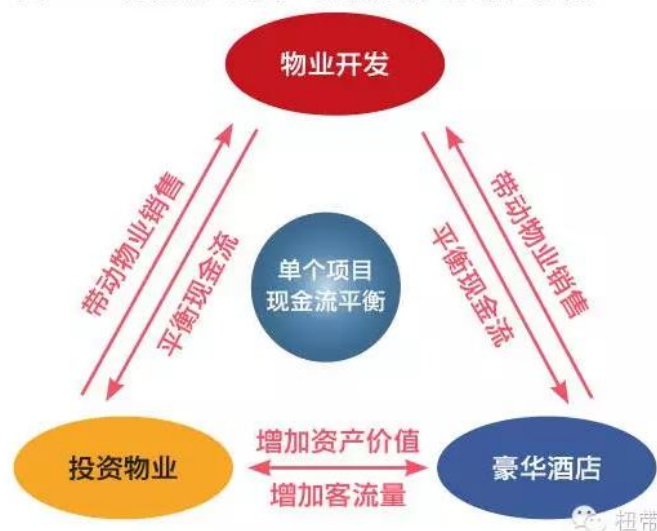 物业开发
带动物业销售
平衡现金流
平衡现金流
带动物业销售
单个项目
现金流平衡
投资物业
增加资产价值
增加客流量
豪华酒店
扭带